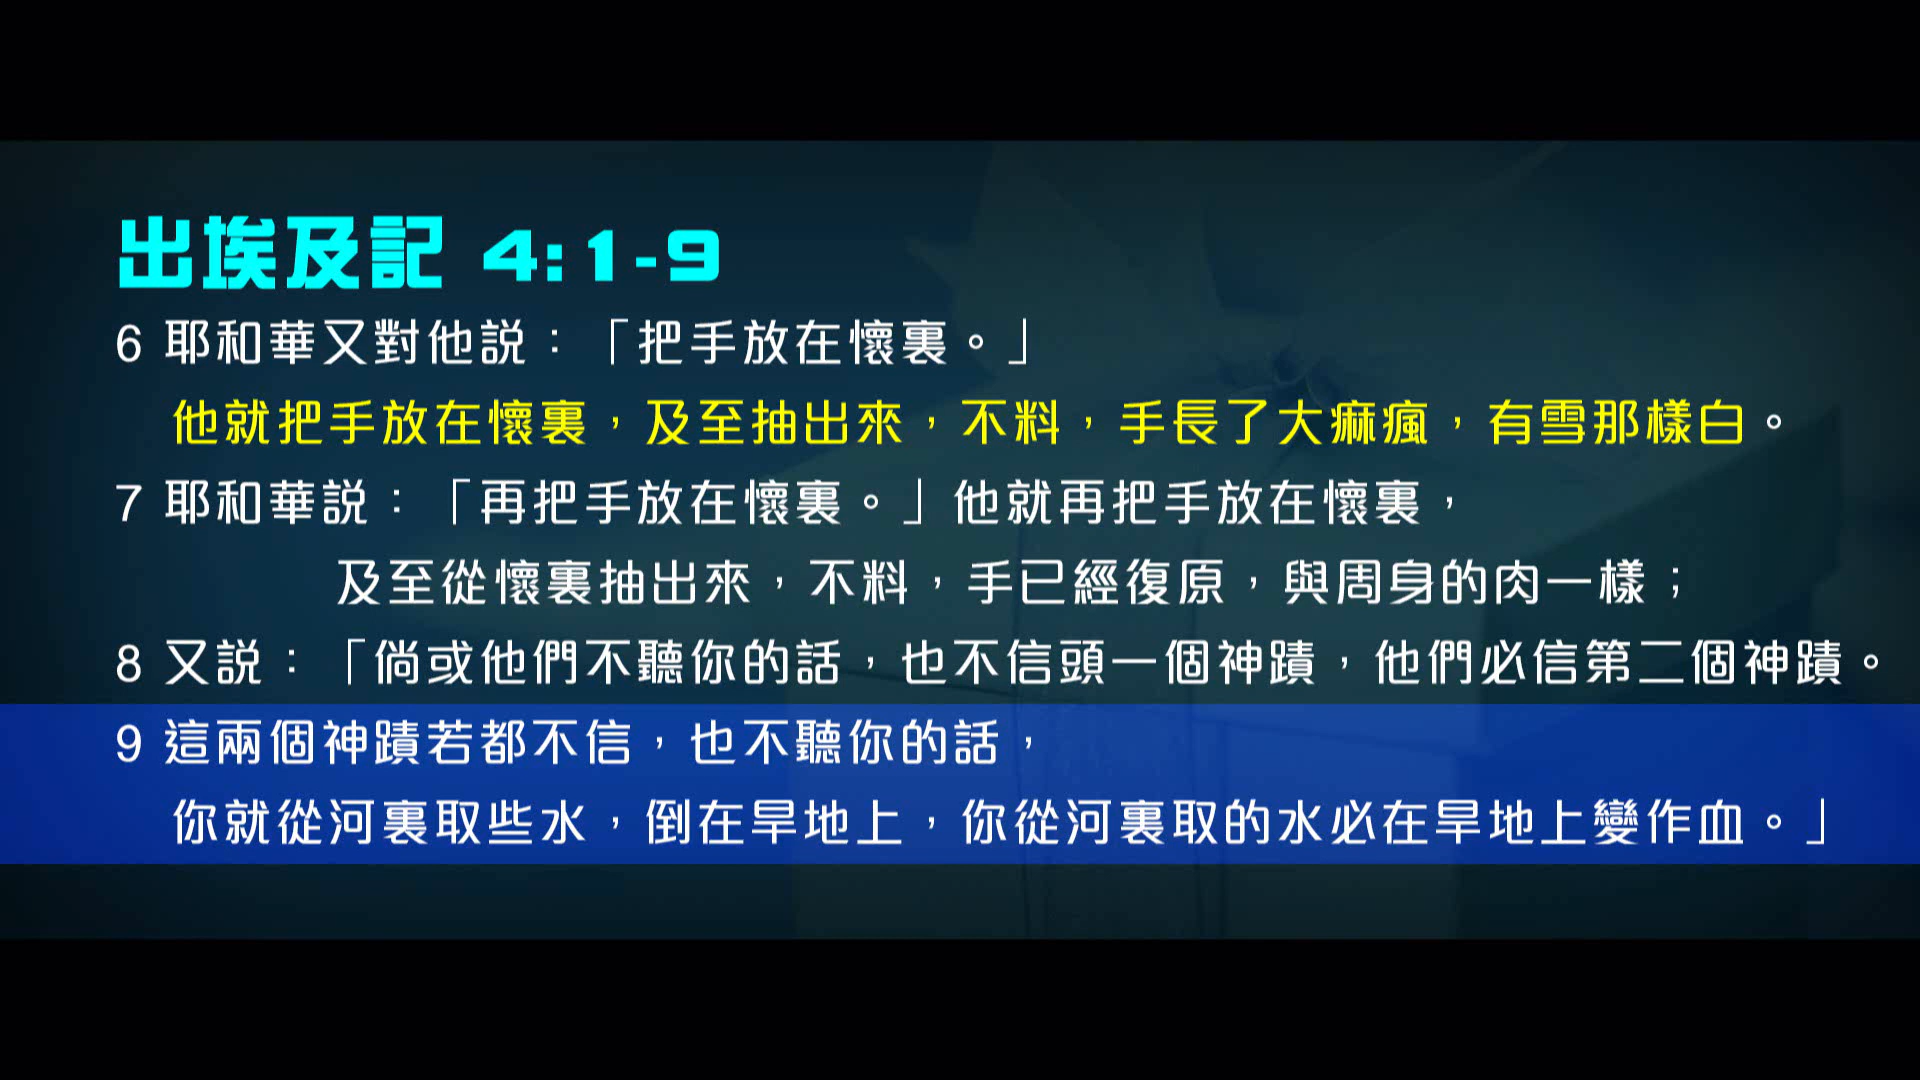 出埃及記 4:1-9
6 耶和華又對他説：「把手放在懷裏。」
他就把手放在懷裏，及至抽出來，不料，手長了大痲瘋，有雪那樣白。
7 耶和華説：「再把手放在懷裏。」他就再把手放在懷裏，
及至從懷裏抽出來，不料，手已經復原，與周身的肉一樣；
8 又説：「倘或他們不聽你的話，也不信頭一個神蹟，他們必信第二個神蹟。
9 這兩個神蹟若都不信，也不聽你的話，
你就從河裏取些水，倒在旱地上，你從河裏取的水必在旱地上變作血。」